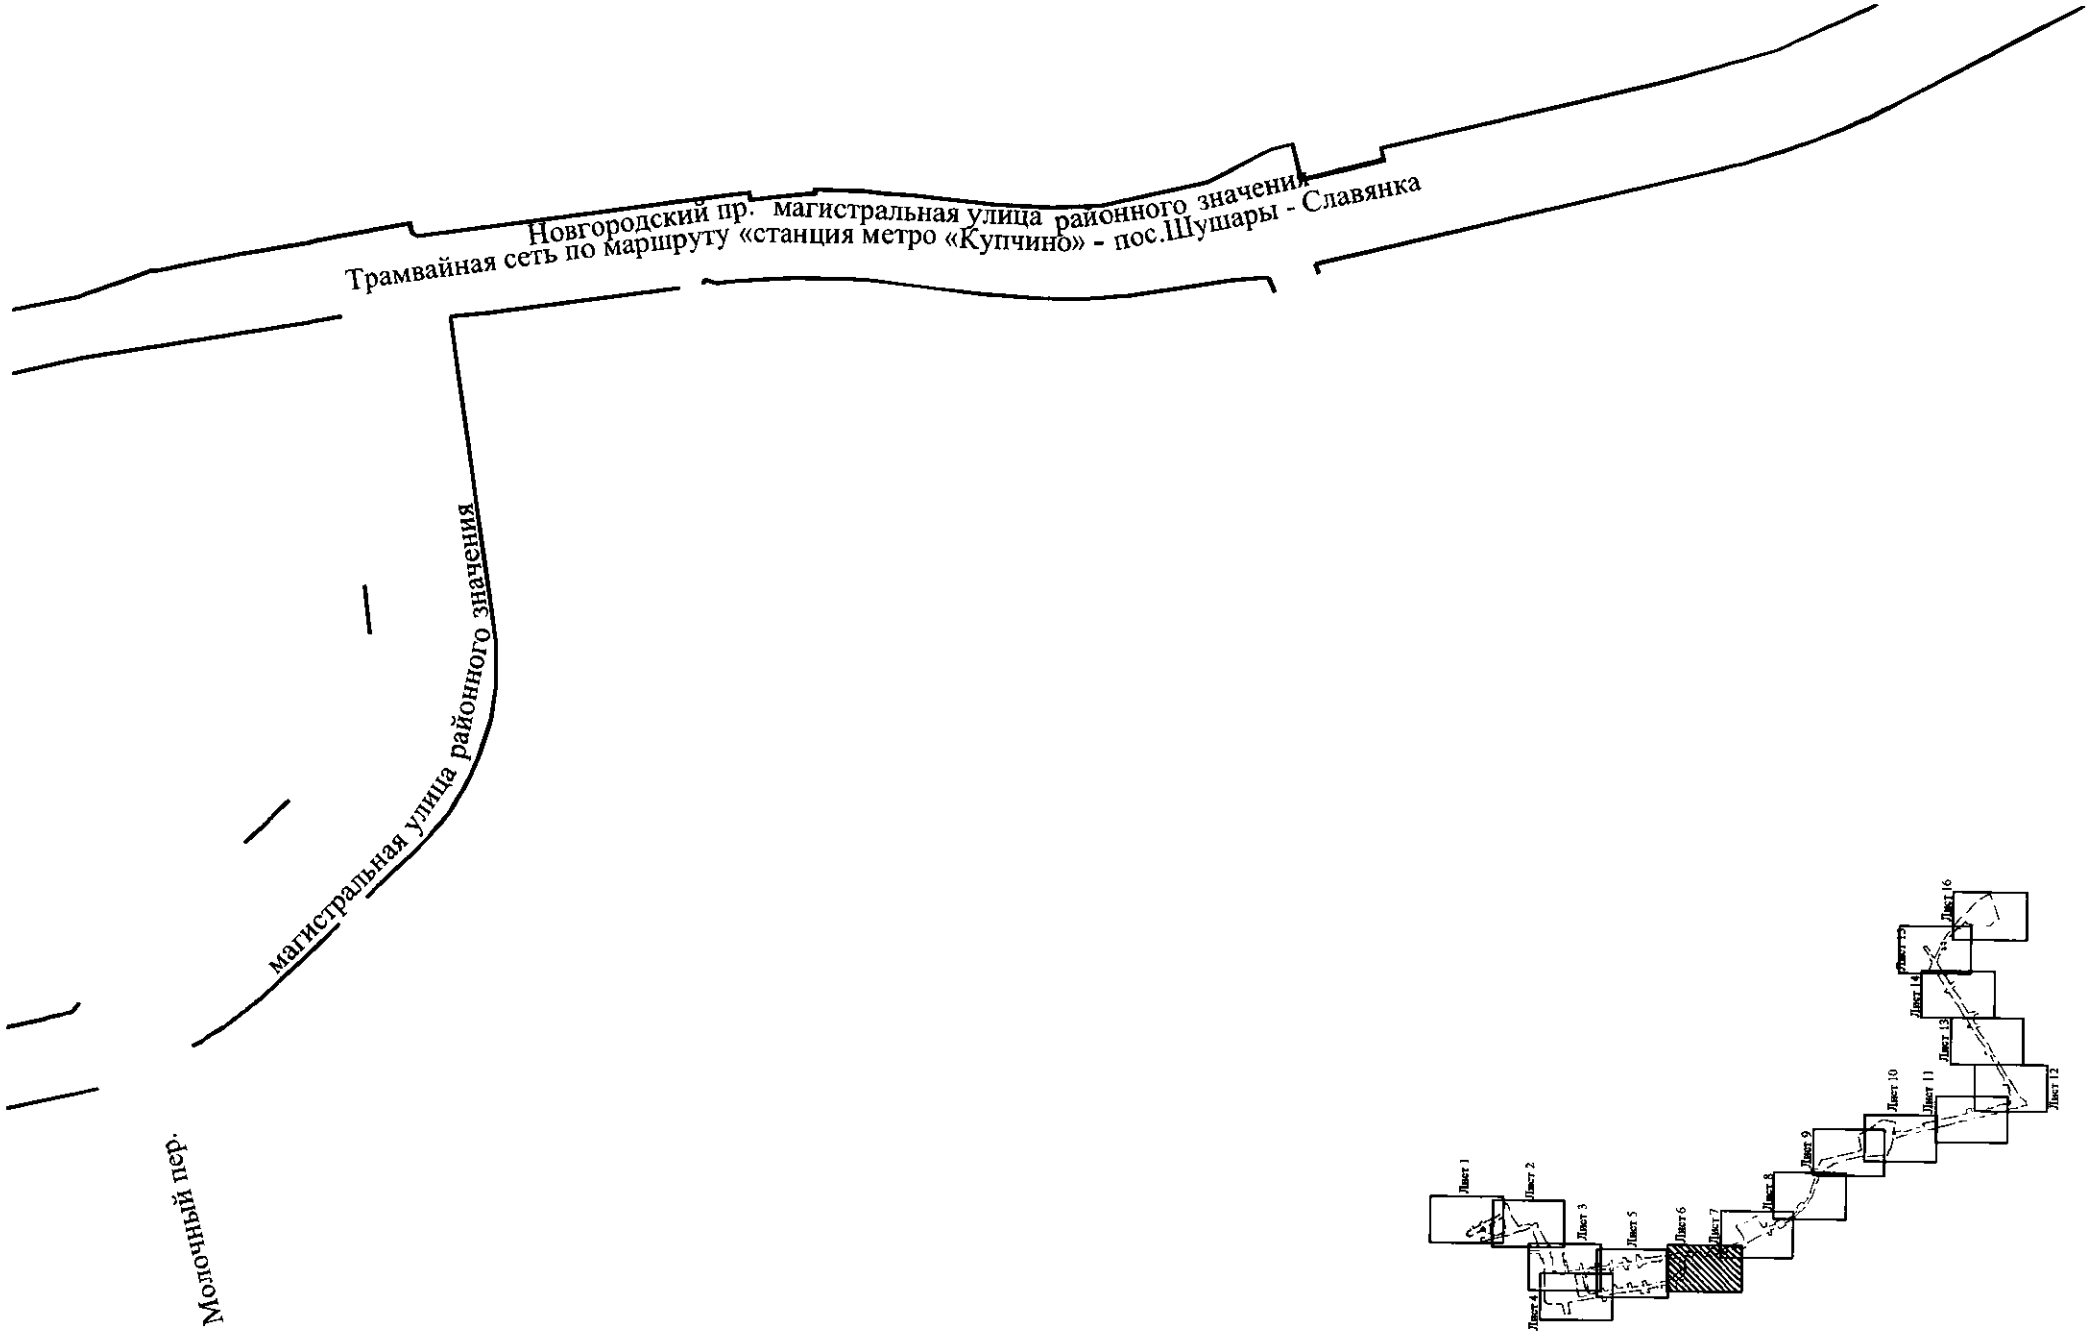 Новгородский пр. магистральная улица районного значения
Трамвайная сеть по маршруту «станция метро «Купчино» - пос.Шушары - Славянка
магистральная улица районного значения
Молочный пер.
Лист 1
Лист 2
Лист 3
Лист 4
Лист 5
Лист 6
Лист 7
Лист 8
Лист 9
Лист 10
Лист 11
Лист 12
Лист 13
Лист 14
Лист 15
Лист 16